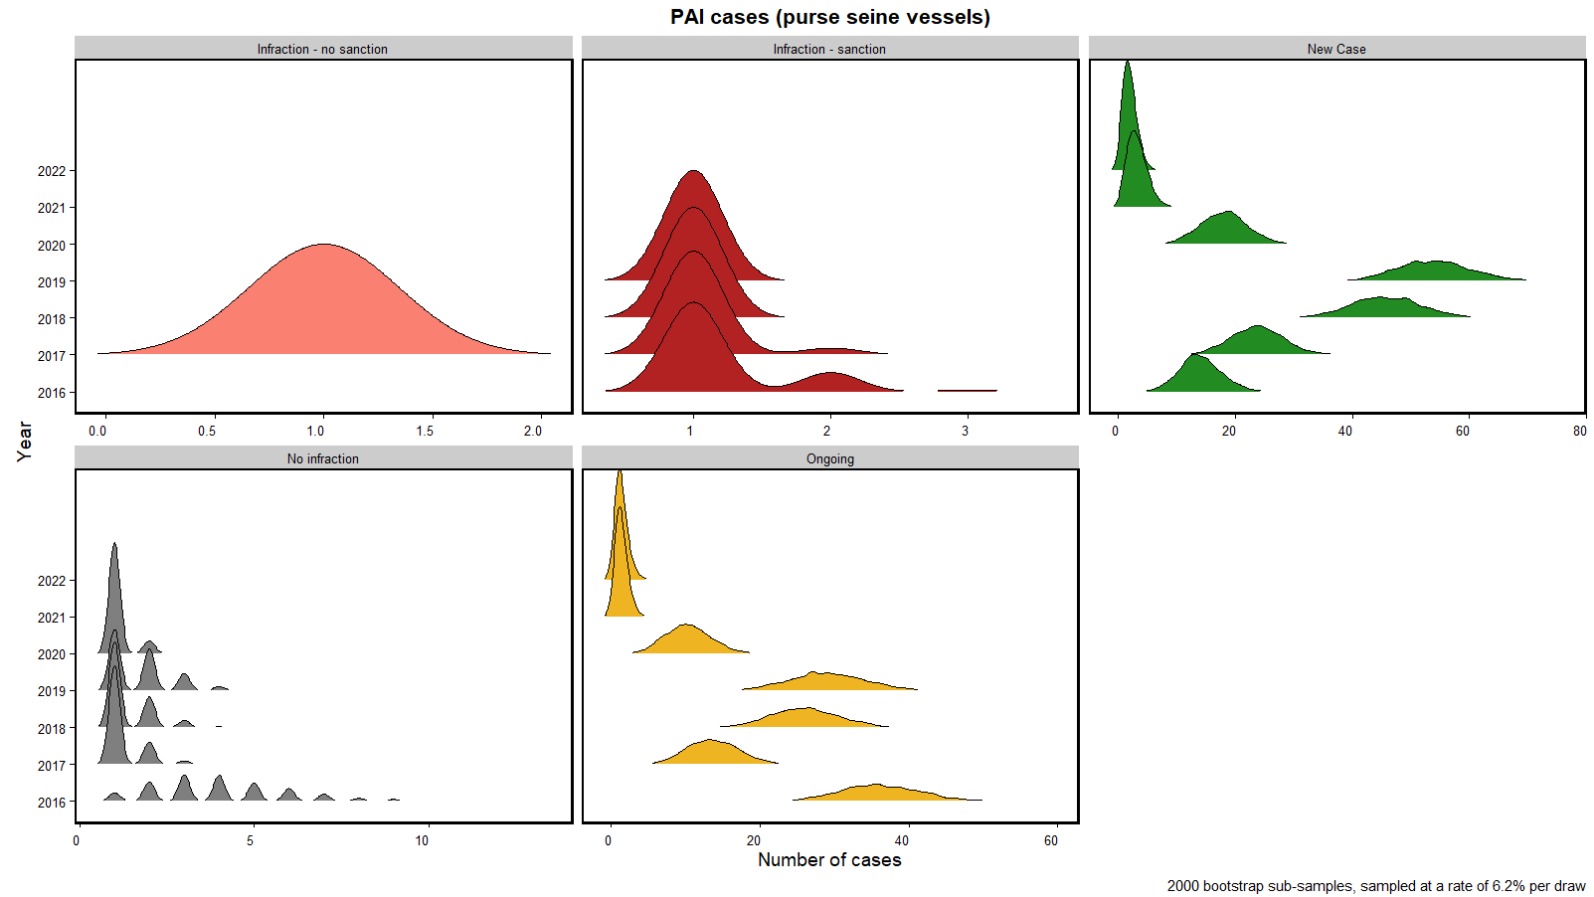 PAI cases (purse seine vessels)
Infraction - no sanction
Infraction - sanction
New Case
2022
2021
2020
2019
2018
2017
2016
0.0 0.5 1.0 1.5 2.0
1 2 3
0 20 40 60 80
Year
No infraction
Ongoing
2022
2021
2020
2019
2018
2017
2016
0 5 10
0 20 40 60
Number of cases
2000 bootstrap sub-samples, sampled at a rate of 6.2% per draw